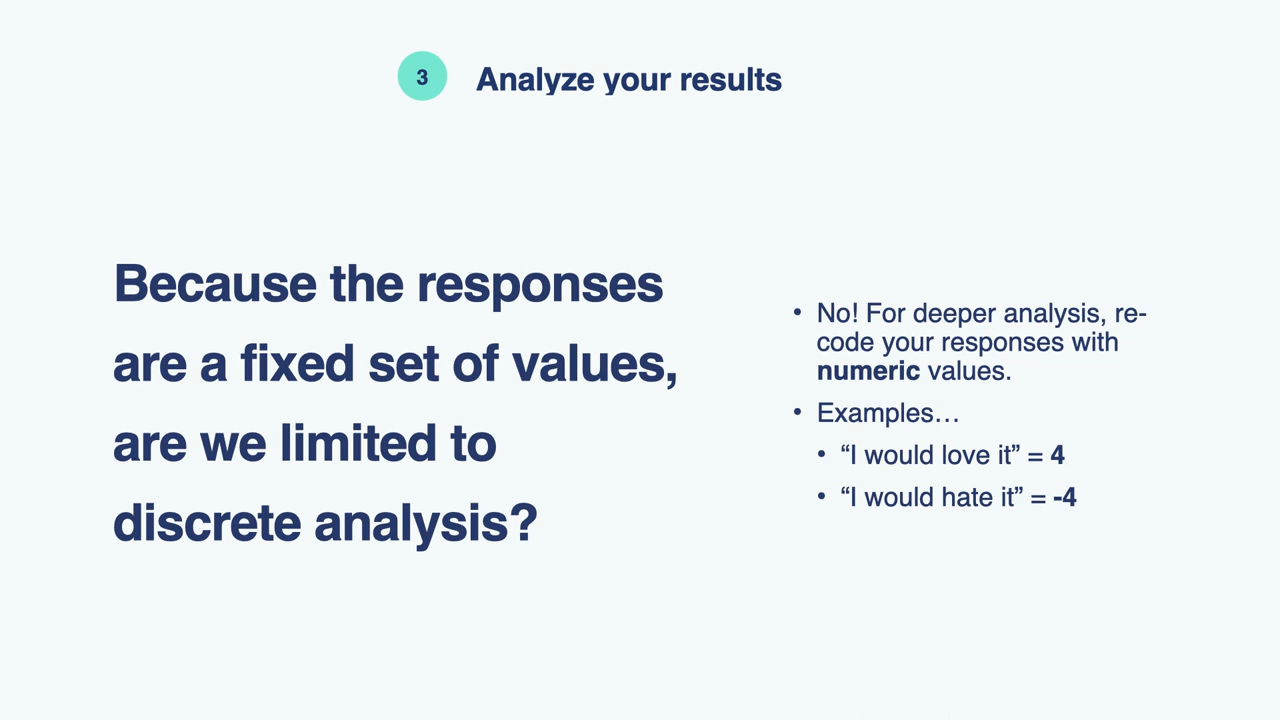 3 Analyze your results
Because the responses
are a fixed set of values,
are we limited to
discrete analysis?
• No! For deeper analysis, re-
code your responses with
numeric values.
• Examples…
• “I would love it” = 4
• “I would hate it” = -4